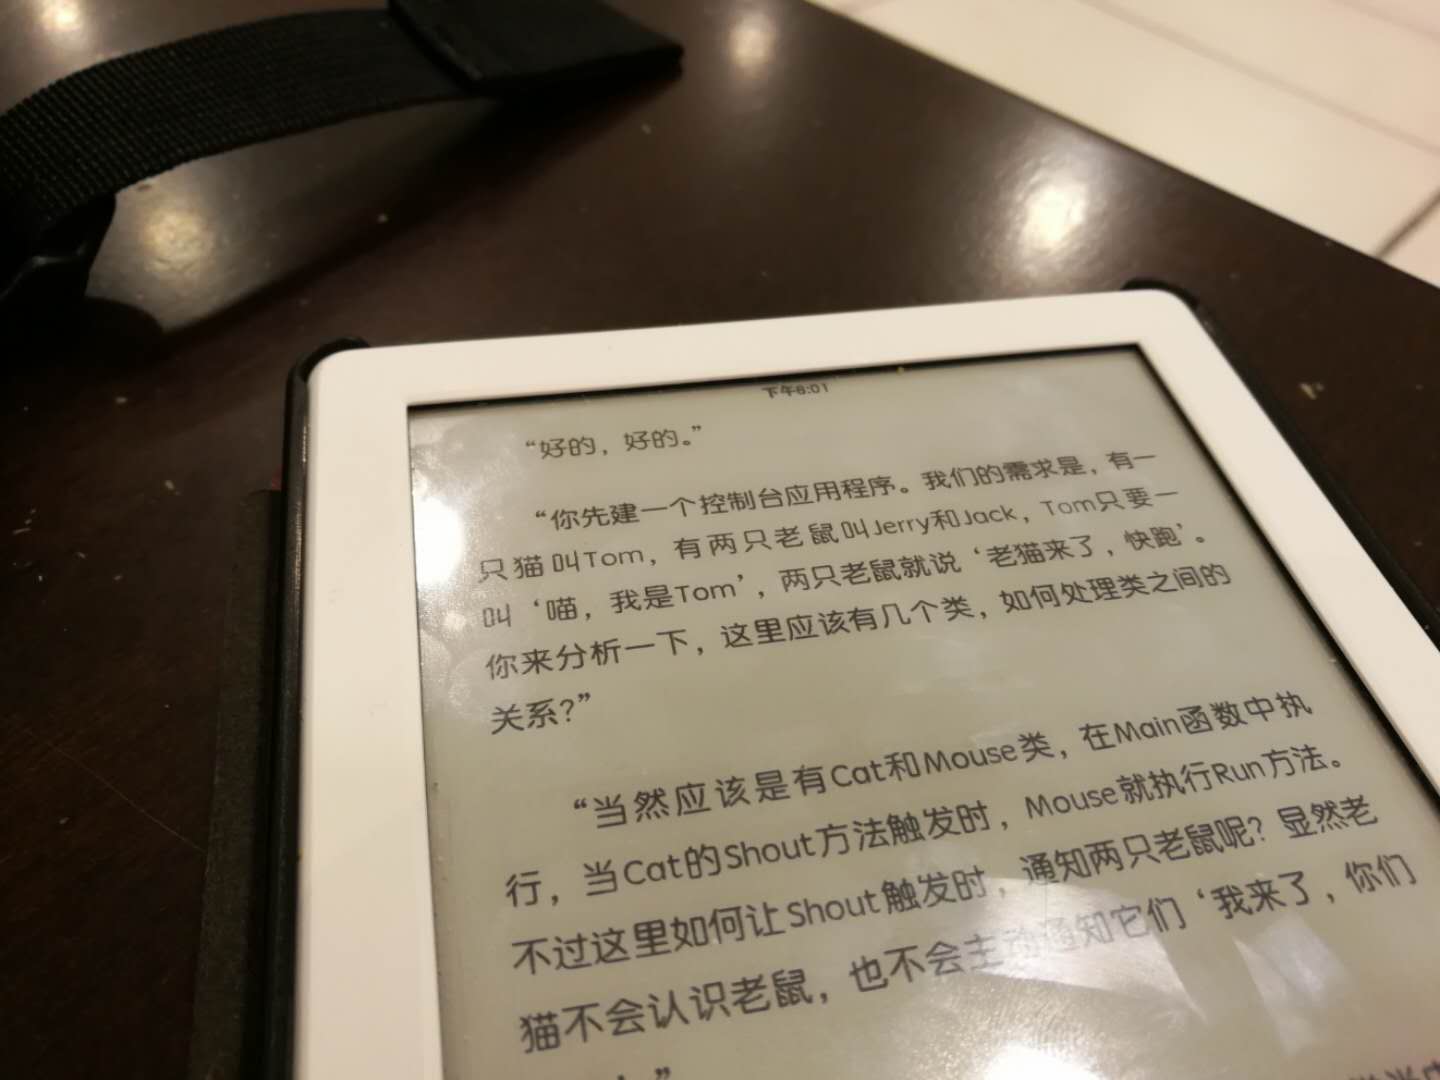 下午6:01
“好的，好的。”
“你先建一个控制台应用程序。我们的需求是，有一
只猫叫Tom，有两只老鼠叫Jerry和Jack，Tom只要一
叫‘喵，我是Tom’，两只老鼠就说‘老猫来了，快跑’。
你来分析一下，这里应该有几个类，如何处理类之间的
关系？”
“当然应该是有Cat和Mouse类，在Main函数中执
行，当Cat的Shout方法触发时，Mouse就执行Run方法。
不过这里如何让Shout触发时，通知两只老鼠呢？显然老
猫不会认识老鼠，也不会主动通知它们‘我来了，你们